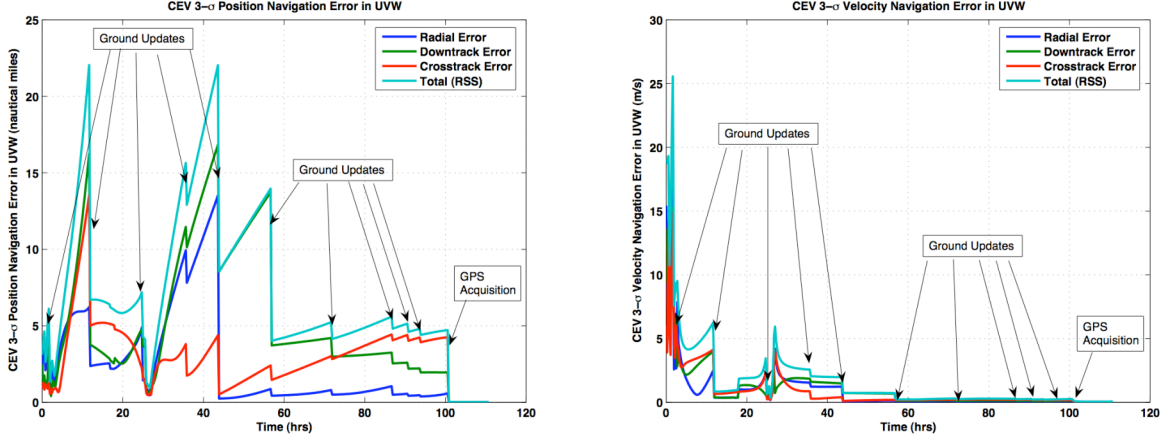 CEV 3–σ Position Navigation Error in UVW
25
20
15
10
5
0
CEV 3–σ Position Navigation Error in UVW (nautical miles)
Ground Updates
Radial Error
Downtrack Error
Crosstrack Error
Total (RSS)
Ground Updates
GPS
Acquisition
0
20
40
60
80
100
120
Time (hrs)
CEV 3–σ Velocity Navigation Error in UVW
30
25
20
15
10
5
0
CEV 3–σ Velocity Navigation Error in UVW (m/s)
Radial Error
Downtrack Error
Crosstrack Error
Total (RSS)
Ground Updates
Ground Updates
GPS
Acquisition
0
20
40
60
80
100
120
Time (hrs)